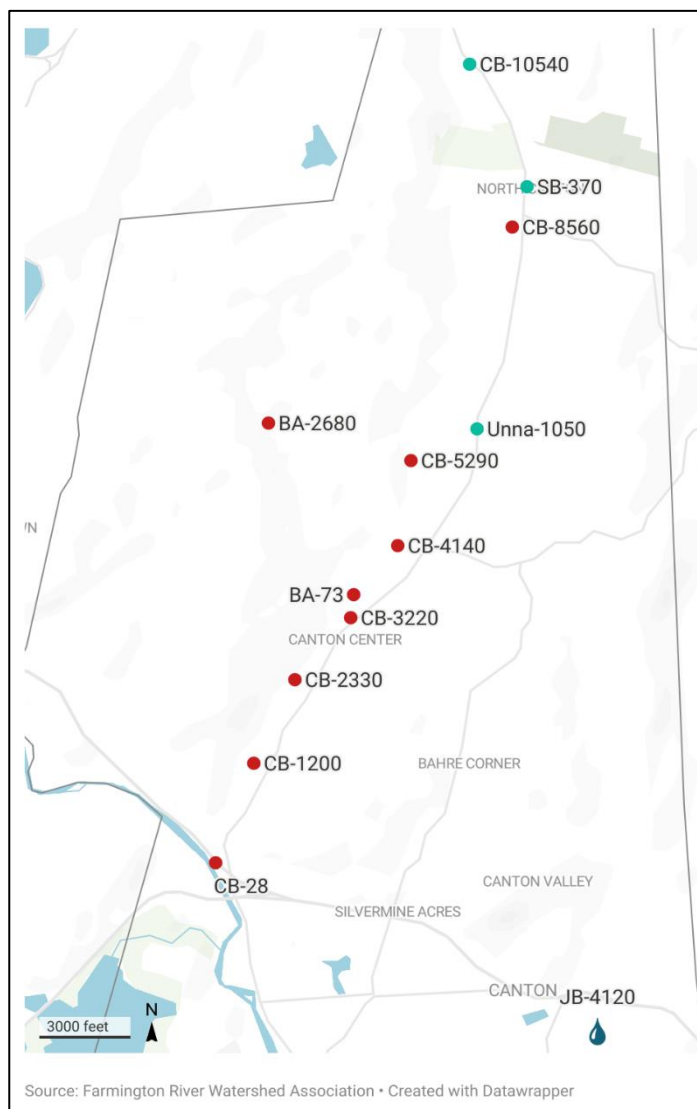 CB-10540
SB-370
CB-8560
BA-2680
Unna-1050
CB-5290
CB-4140
BA-73
CB-3220
CANTON CENTER
CB-2330
CB-1200
BAHRE CORNER
CB-28
CANTON VALLEY
SILVERMINE ACRES
CANTON
JB-4120
N
3000 feet
Source: Farmington River Watershed Association • Created with Datawrapper